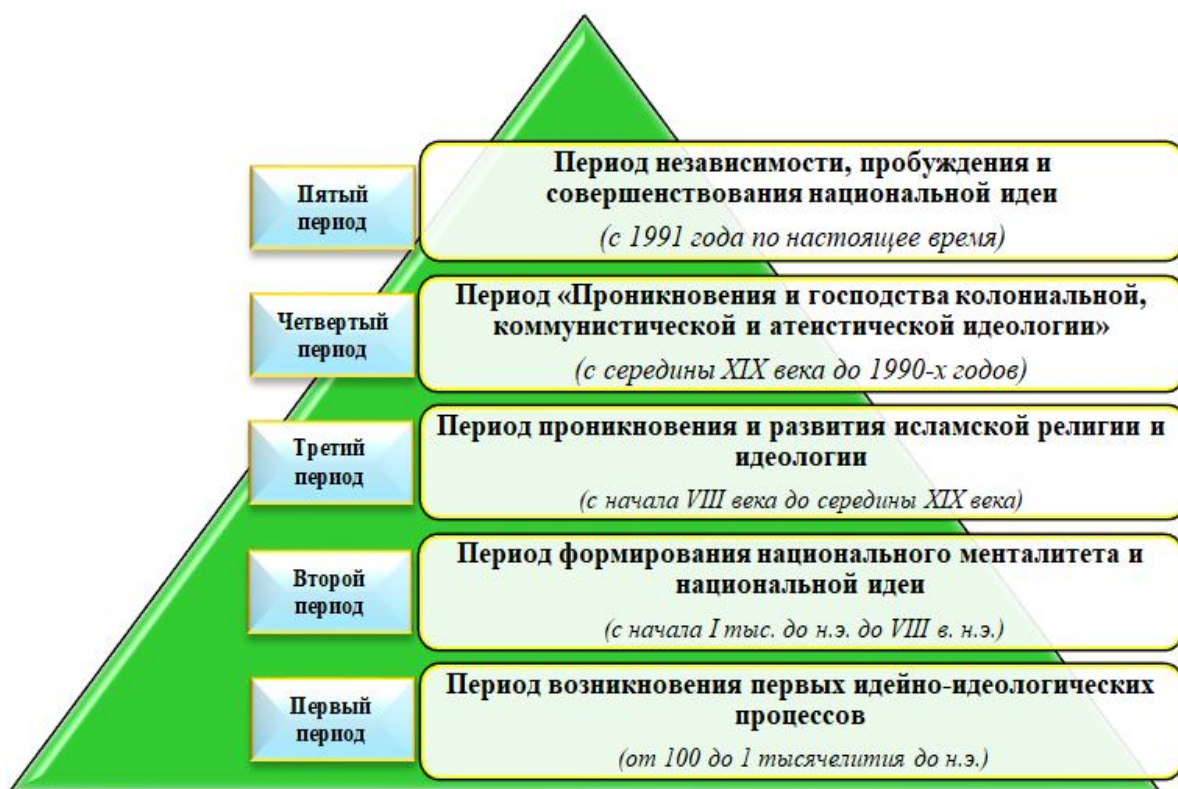 Пятый
период
Период независимости, пробуждения и
совершенствования национальной идеи
(с 1991 года по настоящее время)
Четвертый
период
Период «Проникновения и господства колониальной,
коммунистической и атеистической идеологии»
(с середины XIX века до 1990-х годов)
Третий
период
Период проникновения и развития исламской религии и
идеологии
(с начала VIII века до середины XIX века)
Второй
период
Период формирования национального менталитета и
национальной идеи
(с начала I тыс. до н.э. до VIII в. н.э.)
Первый
период
Период возникновения первых идейно-идеологических
процессов
(от 100 до 1 тысячелития до н.э.)